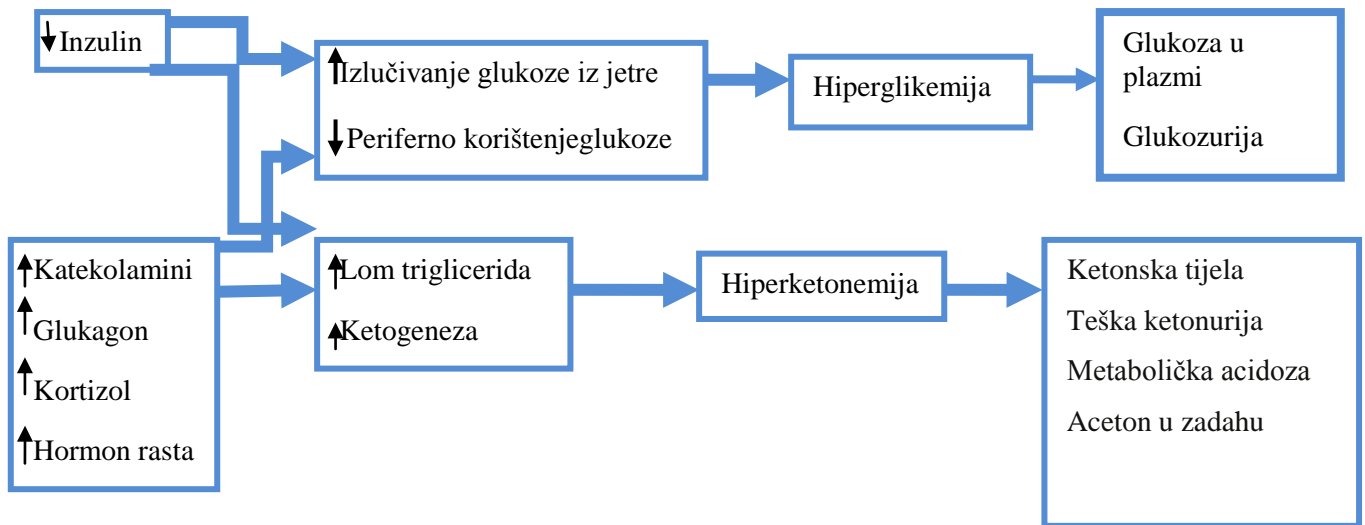 ↓Inzulin
↑Izlučivanje glukoze iz jetre
↓Periferno korištenjeglukoze
Hiperglikemija
Glukoza u
plazmi
Glukozurija
↑Katekolamini
↑Glukagon
↑Kortizol
↑Hormon rasta
↑Lom triglicerida
↑Ketogeneza
Hiperketonemija
Ketonska tijela
Teška ketonurija
Metabolička acidoza
Aceton u zadahu